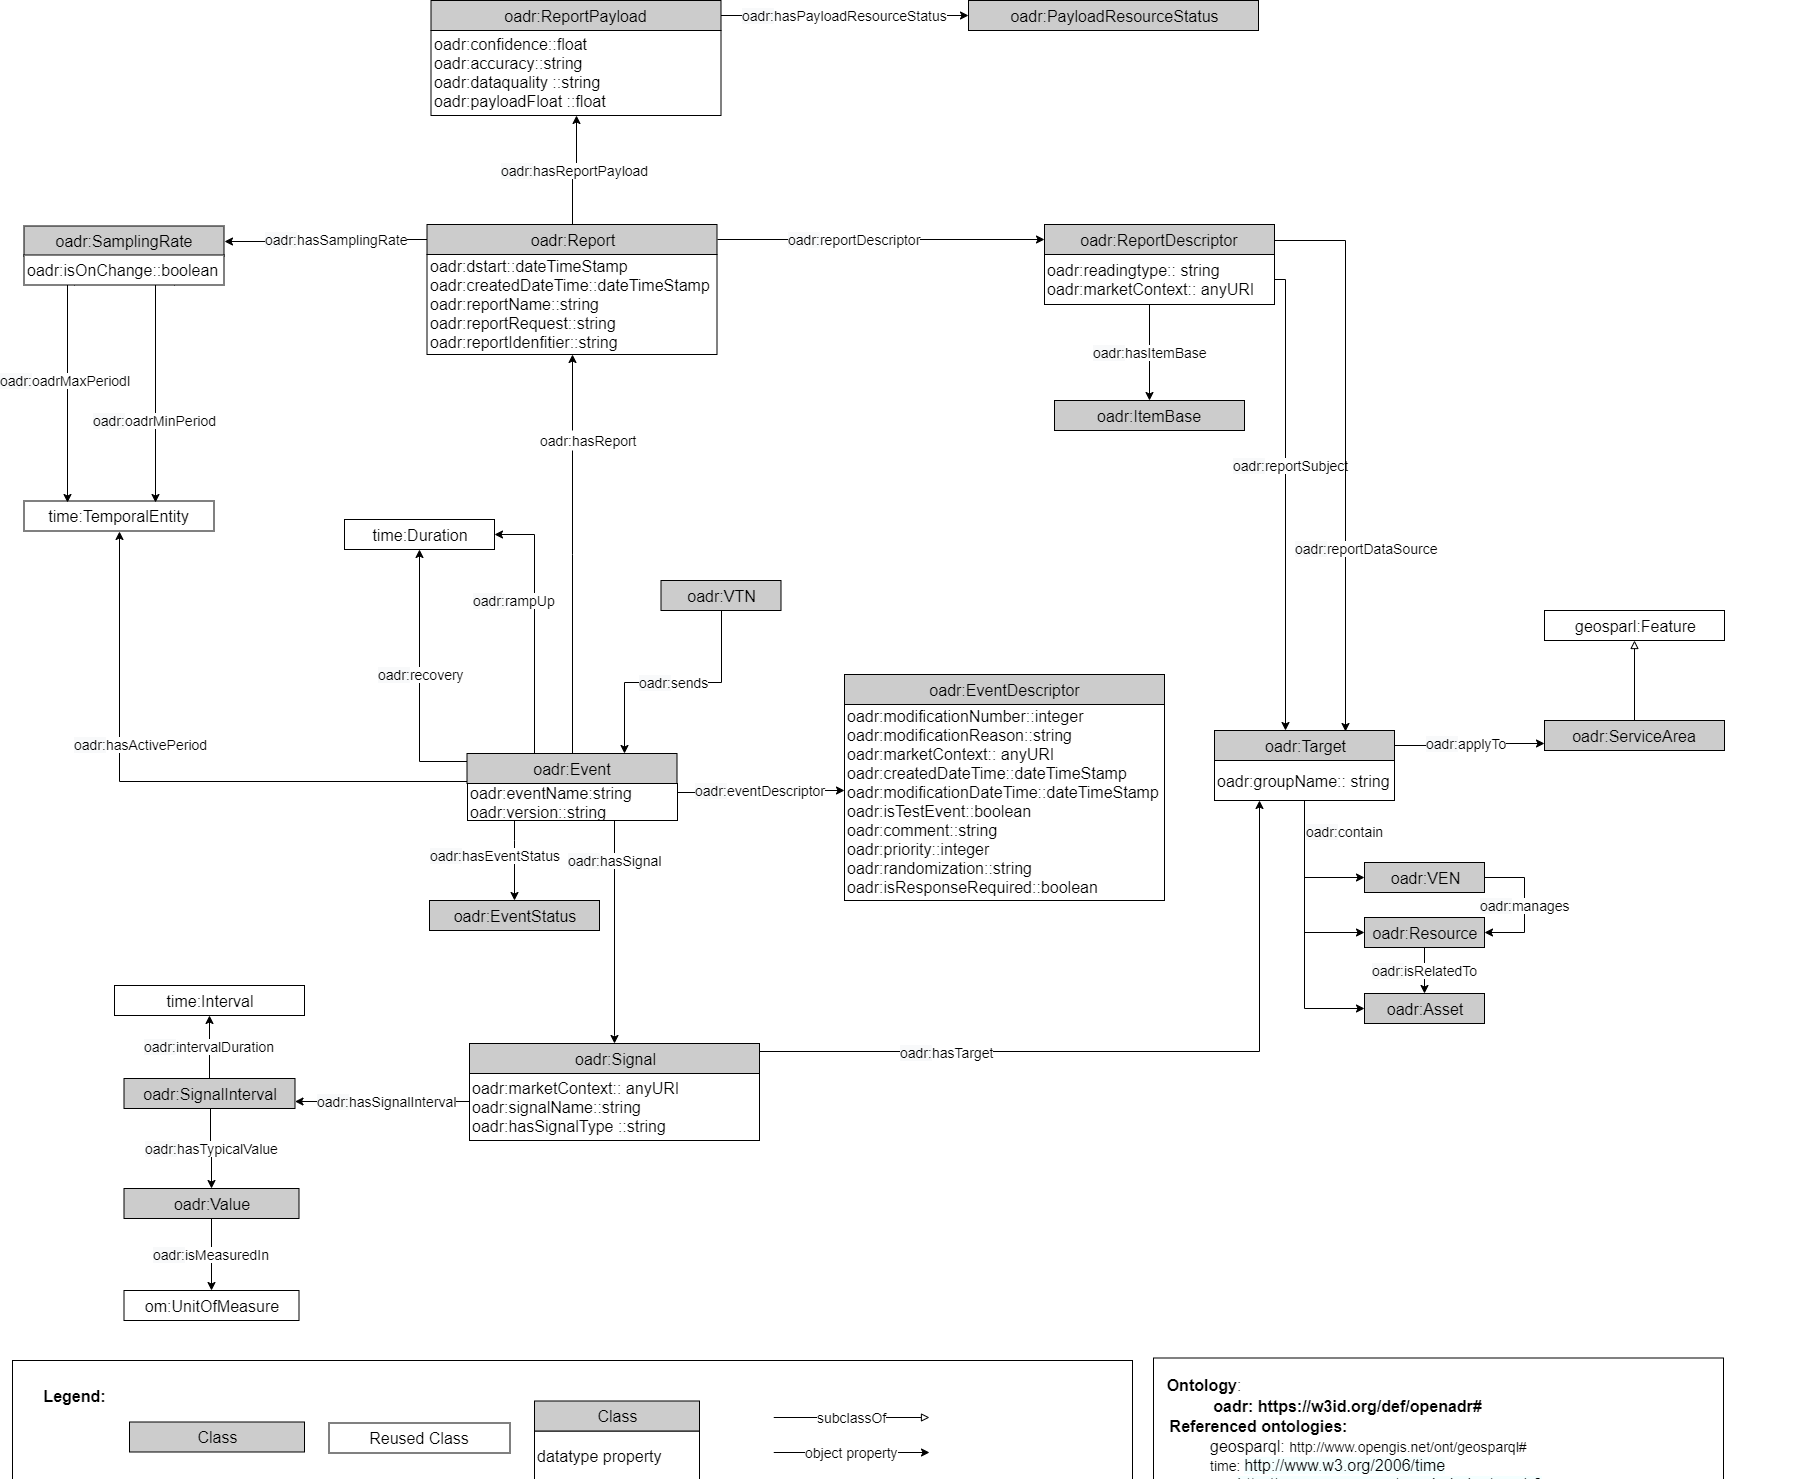 oadr:ReportPayload
oadr:confidence::float
oadr:accuracy::string
oadr:dataquality ::string
oadr:payloadFloat ::float
oadr:hasPayloadResourceStatus
oadr:PayloadResourceStatus
oadr:hasReportPayload
oadr:SamplingRate
oadr:isOnChange::boolean
oadr:hasSamplingRate
oadr:Report
oadr:dstart::dateTimeStamp
oadr:createdDateTime::dateTimeStamp
oadr:reportName::string
oadr:reportRequest::string
oadr:reportIdenfitier::string
oadr:reportDescriptor
oadr:ReportDescriptor
oadr:readingtype:: string
oadr:marketContext:: anyURI
oadr:hasItemBase
oadr:ItemBase
oadr:oadrMaxPeriodI
oadr:oadrMinPeriod
oadr:hasReport
oadr:reportSubject
oadr:reportDataSource
time:TemporalEntity
time:Duration
oadr:rampUp
oadr:recovery
oadr:VTN
oadr:sends
oadr:hasActivePeriod
oadr:Event
oadr:eventName:string
oadr:version::string
oadr:eventDescriptor
oadr:EventDescriptor
oadr:modificationNumber::integer
oadr:modificationReason::string
oadr:marketContext:: anyURI
oadr:createdDateTime::dateTimeStamp
oadr:modificationDateTime::dateTimeStamp
oadr:isTestEvent::boolean
oadr:comment::string
oadr:priority::integer
oadr:randomization::string
oadr:isResponseRequired::boolean
geosparl:Feature
oadr:Target
oadr:groupName:: string
oadr:applyTo
oadr:ServiceArea
oadr:contain
oadr:VEN
oadr:manages
oadr:Resource
oadr:isRelatedTo
oadr:Asset
oadr:hasEventStatus
oadr:hasSignal
oadr:EventStatus
time:Interval
oadr:intervalDuration
oadr:SignalInterval
oadr:hasSignalInterval
oadr:Signal
oadr:marketContext:: anyURI
oadr:signalName::string
oadr:hasSignalType ::string
oadr:hasTarget
oadr:hasTypicalValue
oadr:Value
oadr:isMeasuredIn
om:UnitOfMeasure
Legend:
Class
Reused Class
Class
datatype property
subclassOf
object property
Ontology:
oadr: https://w3id.org/def/openadr#
Referenced ontologies:
geosparql: http://www.opengis.net/ont/geosparql#
time: http://www.w3.org/2006/time